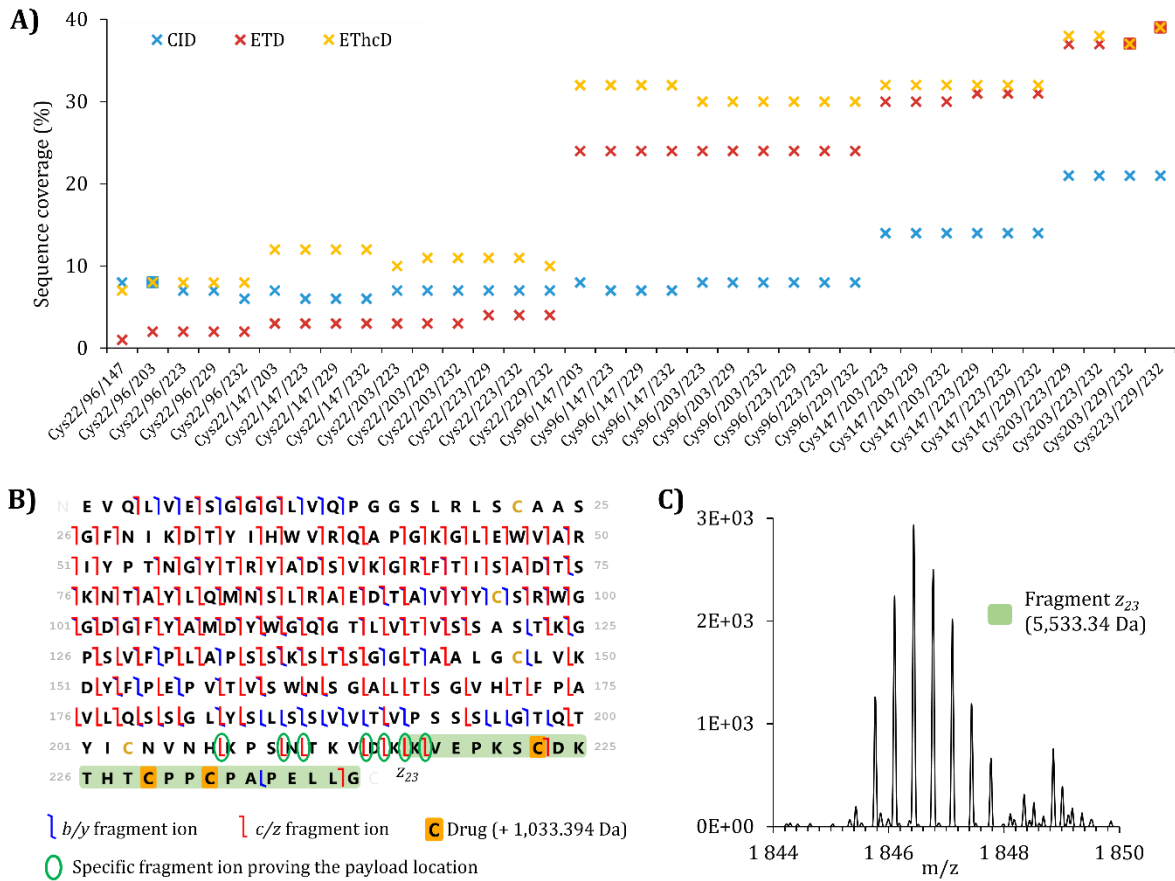 A)
CID ETD EThcD
Sequence coverage (%)
40
30
20
10
0
Cys22/96/147
Cys22/96/203
Cys22/96/223
Cys22/96/229
Cys22/96/232
Cys22/147/203
Cys22/147/223
Cys22/147/229
Cys22/147/232
Cys22/203/223
Cys22/203/229
Cys22/203/232
Cys22/223/229
Cys22/223/232
Cys22/229/232
Cys96/147/203
Cys96/147/223
Cys96/147/229
Cys96/147/232
Cys96/203/223
Cys96/203/229
Cys96/203/232
Cys96/223/229
Cys96/223/232
Cys96/229/232
Cys147/203/223
Cys147/203/229
Cys147/203/232
Cys147/223/229
Cys147/223/232
Cys147/229/232
Cys203/223/229
Cys203/223/232
Cys203/229/232
Cys223/229/232
B)
N E V Q L V E S G G G L V Q P G G S L R L S C A A S 25
26 G F N I K D T Y I H W V R Q A P G K G L E W V A R 50
51 I Y P T N G Y T R Y A D S V K G R F T I S A D T S 75
76 K N T A Y L Q M N S L R A E D T A V Y Y C S R W G 100
101 G D G F Y A M D Y W G Q G T L V T V S S A S T K G 125
126 P S V F P L A P S S K S T S G G T A A L G C L V K 150
151 D Y F P E P V T V S W N S G A L T S G V H T F P A 175
176 V L Q S S G L Y S L S S V V T V P S S S L G T Q T 200
201 Y I C N V N H K P S N T K V D K K V E P K S C D K 225
226 T H T C P P C P A P E L L G C
z23
b/y fragment ion
c/z fragment ion
C Drug (+ 1,033.394 Da)
Specific fragment ion proving the payload location
C)
3E+03
2E+03
1E+03
0E+00
1 844 1 846 1 848 1 850
m/z
Fragment z23
(5,533.34 Da)